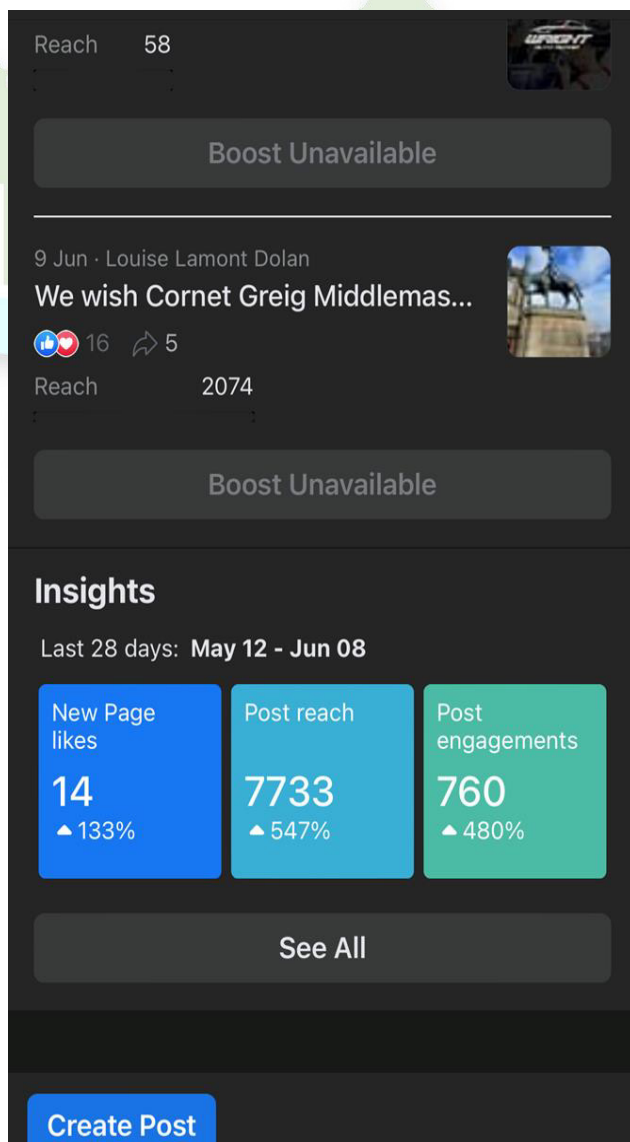 Reach 58
WRIGHT
Boost Unavailable
9 Jun · Louise Lamont Dolan
We wish Cornet Greig Middlemas...
16 5
Reach 2074
Boost Unavailable
Insights
Last 28 days: May 12 - Jun 08
New Page likes
14
133%
Post reach
7733
547%
Post engagements
760
480%
See All
Create Post